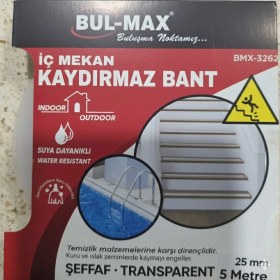 BUL-MAX®
Buluşma Noktamız...
İÇ MEKAN
BMX-3262
KAYDIRMAZ BANT
INDOOR
OUTDOOR
SUYA DAYANIKLI
WATER RESISTANT
Temizlik malzemelerine karşı dirençlidir.
Kuru ve ıslak zeminlerde kaymayı engeller.
25 mm
ŞEFFAF · TRANSPARENT 5 Metre